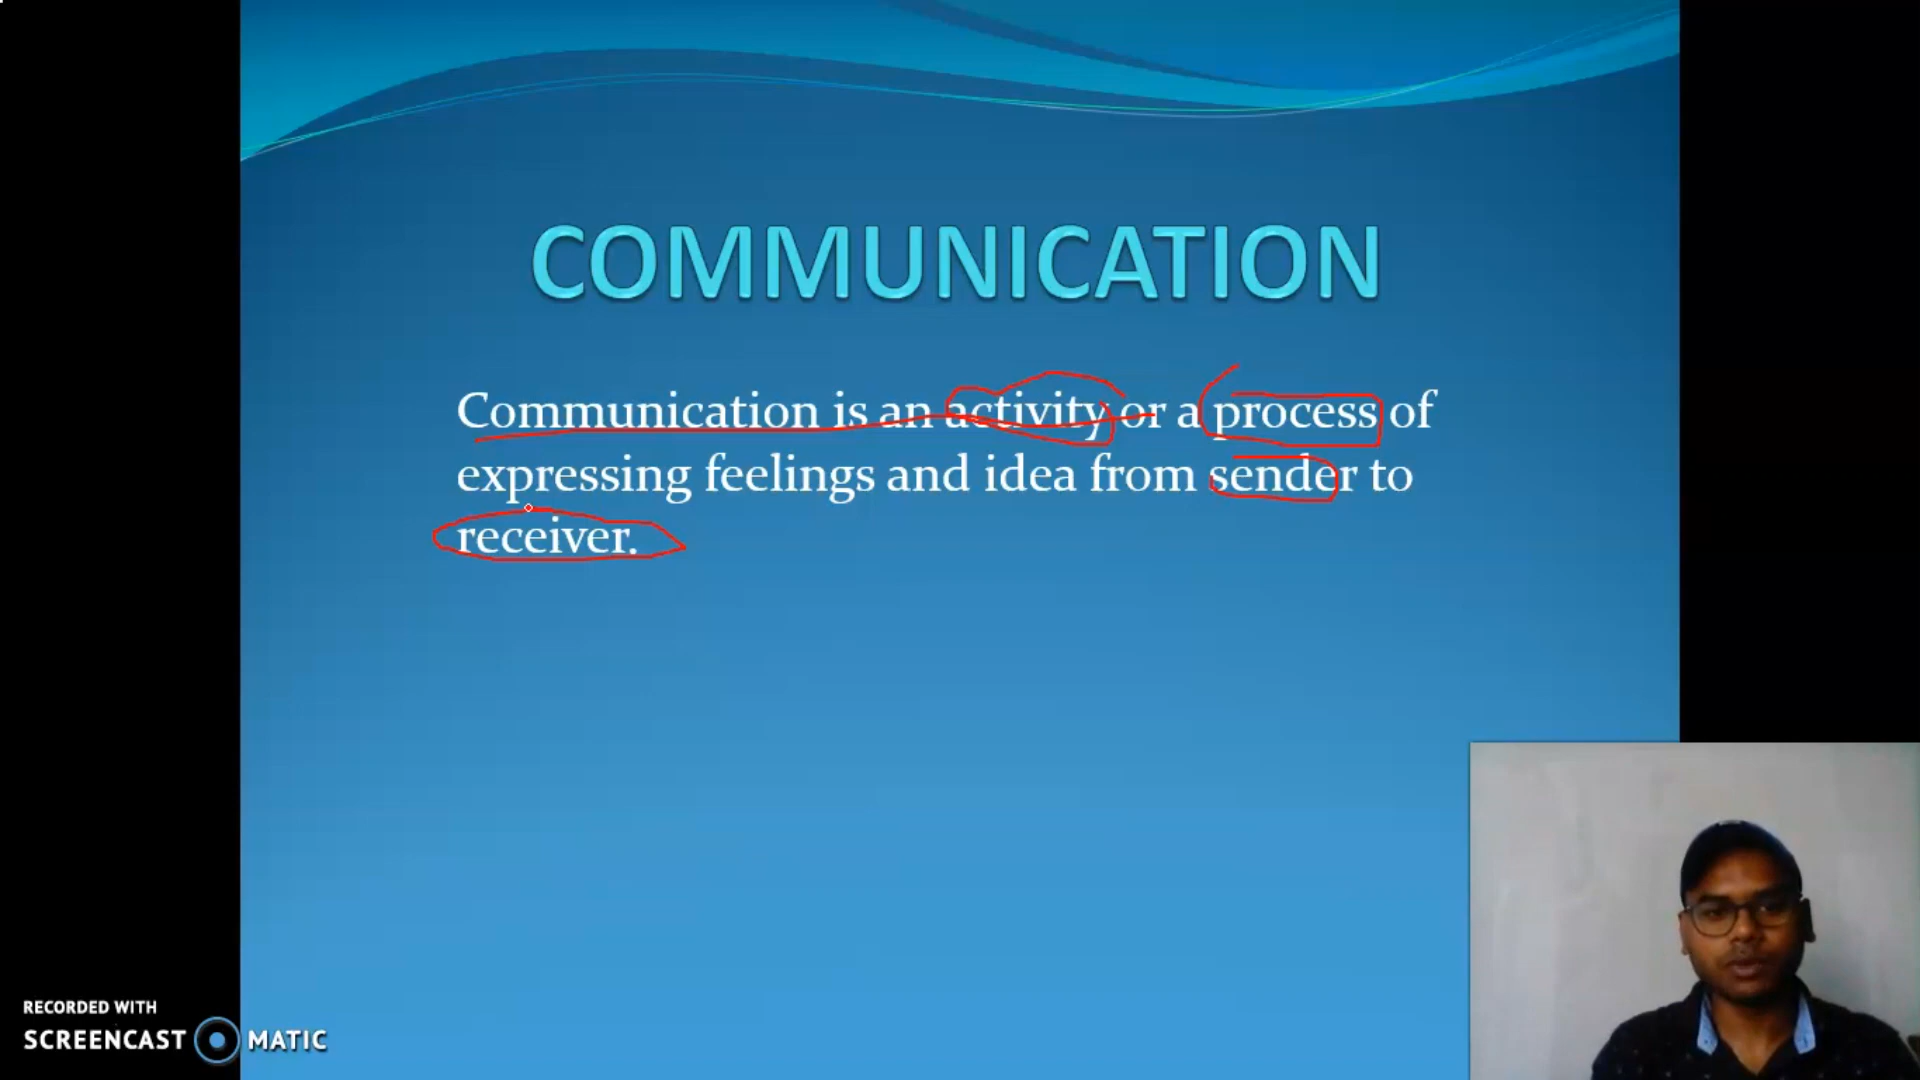 COMMUNICATION
Communication is an activity or a process of
expressing feelings and idea from sender to
receiver.
RECORDED WITH
SCREENCAST MATIC